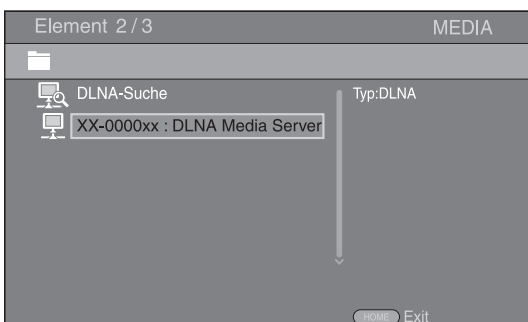 Element 2/3 MEDIA
DLNA-Suche Typ:DLNA
XX-0000xx : DLNA Media Server
HOME Exit